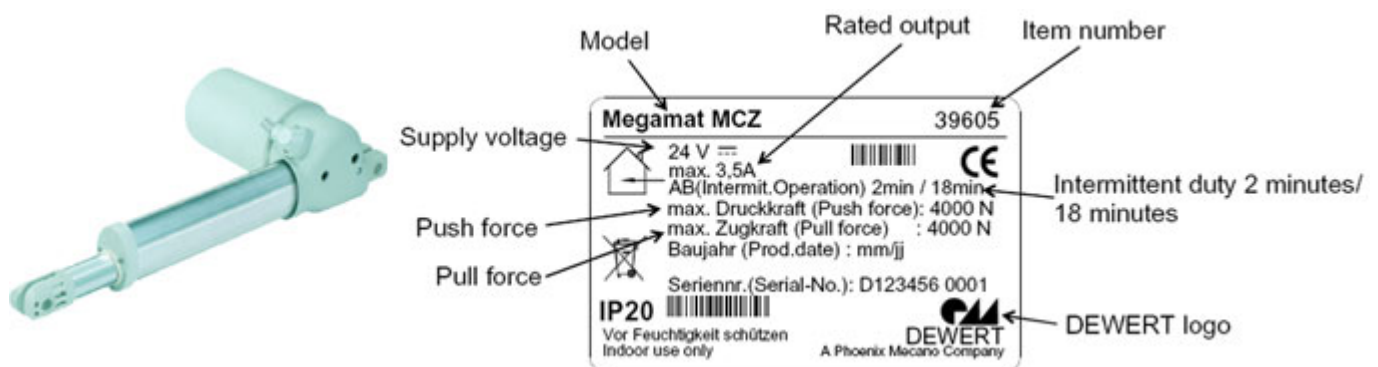 Model
Rated output
Item number
Megamat MCZ 39605
Supply voltage
24 V
max. 3,5A
CE
AB(Intermit.Operation) 2min / 18min
Intermittent duty 2 minutes/
18 minutes
Push force
max. Druckkraft (Push force): 4000 N
max. Zugkraft (Pull force) : 4000 N
Pull force
Baujahr (Prod.date) : mm/jj
Seriennr.(Serial-No.): D123456 0001
IP20
Vor Feuchtigkeit schützen
Indoor use only
DEWERT
A Phoenix Mecano Company
DEWERT logo